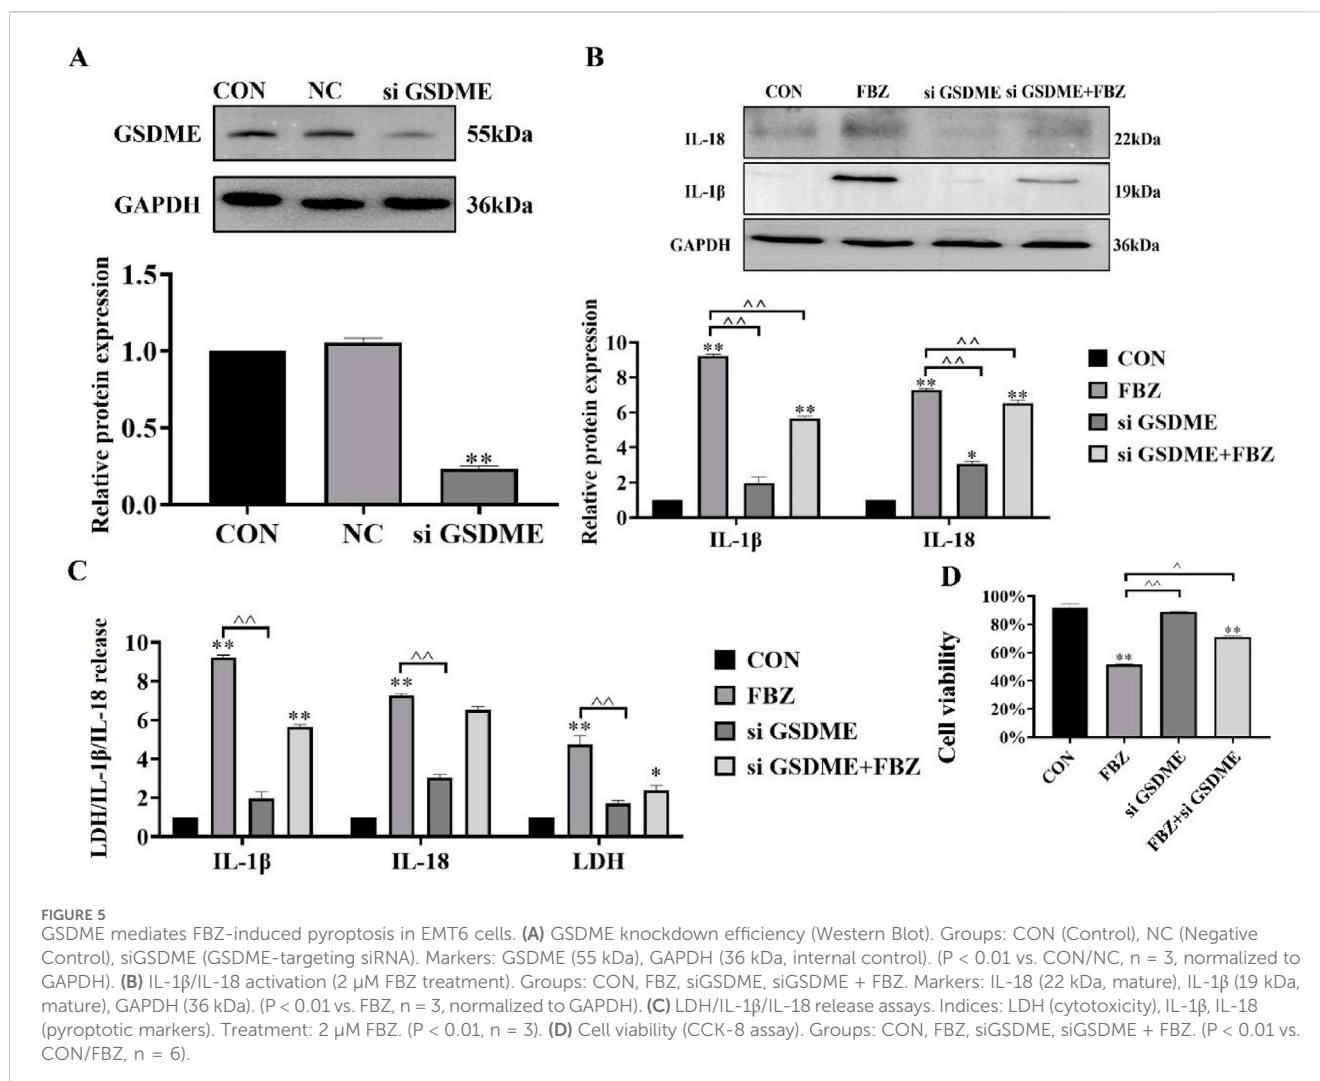 A
CON NC si GSDME
GSDME 55kDa
GAPDH 36kDa
Relative protein expression
1.5
1.0
0.5
0.0
**
CON NC si GSDME
B
CON FBZ si GSDME si GSDME+FBZ
IL-18 22kDa
IL-1β 19kDa
GAPDH 36kDa
Relative protein expression
10
8
6
4
2
0
^^
^^
**
**
^^
^^
**
*
**
IL-1β IL-18
CON
FBZ
si GSDME
si GSDME+FBZ
C
LDH/IL-1β/IL-18 release
10
8
6
4
2
0
^^
**
**
^^
**
^^
**
*
IL-1β IL-18 LDH
CON
FBZ
si GSDME
si GSDME+FBZ
D
Cell viability
100%
80%
60%
40%
20%
0%
^
^^
**
**
CON FBZ si GSDME FBZ+si GSDME
FIGURE 5
GSDME mediates FBZ-induced pyroptosis in EMT6 cells. (A) GSDME knockdown efficiency (Western Blot). Groups: CON (Control), NC (Negative
Control), siGSDME (GSDME-targeting siRNA). Markers: GSDME (55 kDa), GAPDH (36 kDa, internal control). (P < 0.01 vs. CON/NC, n = 3, normalized to
GAPDH). (B) IL-1β/IL-18 activation (2 μM FBZ treatment). Groups: CON, FBZ, siGSDME, siGSDME + FBZ. Markers: IL-18 (22 kDa, mature), IL-1β (19 kDa,
mature), GAPDH (36 kDa). (P < 0.01 vs. FBZ, n = 3, normalized to GAPDH). (C) LDH/IL-1β/IL-18 release assays. Indices: LDH (cytotoxicity), IL-1β, IL-18
(pyroptotic markers). Treatment: 2 μM FBZ. (P < 0.01, n = 3). (D) Cell viability (CCK-8 assay). Groups: CON, FBZ, siGSDME, siGSDME + FBZ. (P < 0.01 vs.
CON/FBZ, n = 6).